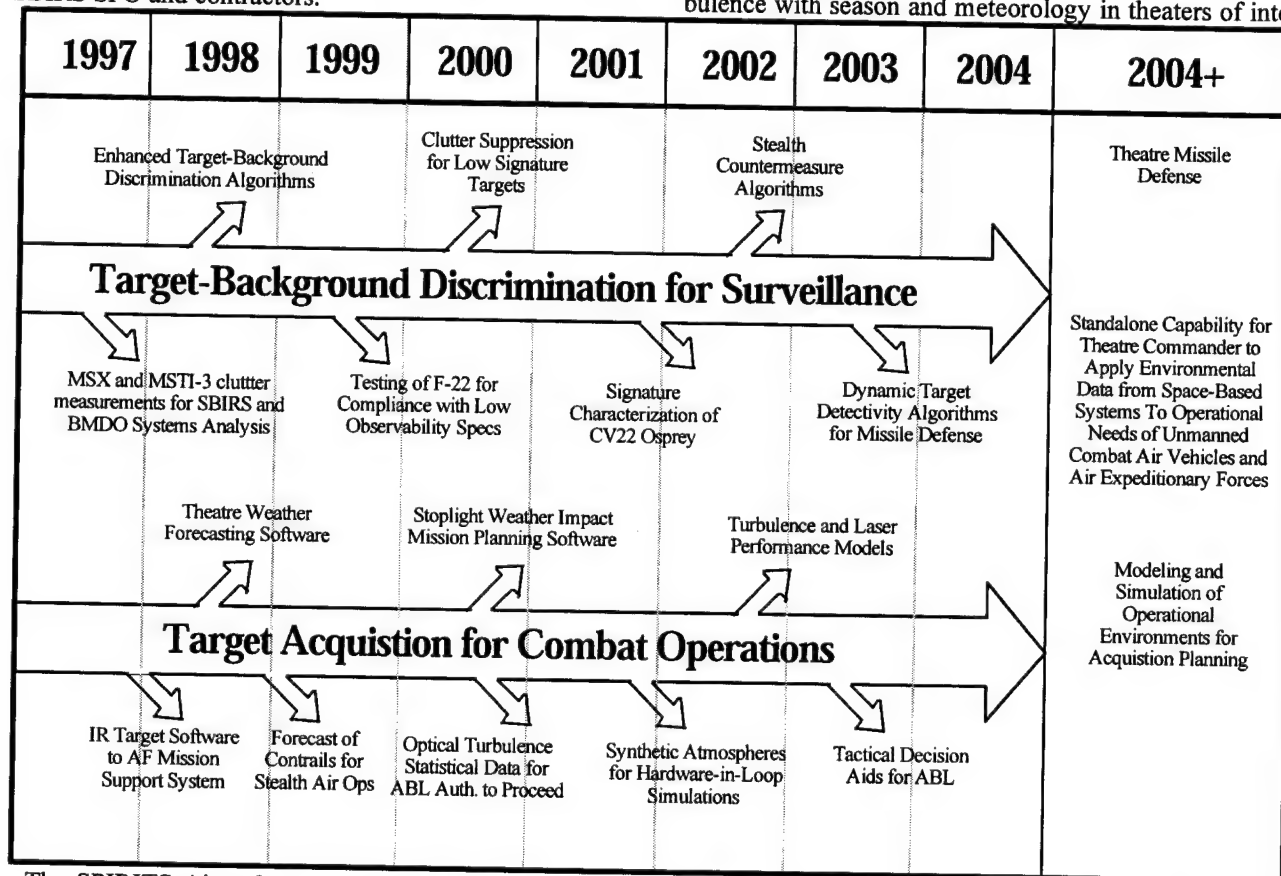 bulence with season and meteorology in theaters of inte
1997 1998 1999 2000 2001 2002 2003 2004 2004+
Enhanced Target-Background
Discrimination Algorithms
Clutter Suppression
for Low Signature
Targets
Stealth
Countermeasure
Algorithms
Theatre Missile
Defense
Target-Background Discrimination for Surveillance
MSX and MSTI-3 cluttter
measurements for SBIRS and
BMDO Systems Analysis
Testing of F-22 for
Compliance with Low
Observability Specs
Signature
Characterization of
CV22 Osprey
Dynamic Target
Detectivity Algorithms
for Missile Defense
Standalone Capability for
Theatre Commander to
Apply Environmental
Data from Space-Based
Systems To Operational
Needs of Unmanned
Combat Air Vehicles and
Air Expeditionary Forces
Theatre Weather
Forecasting Software
Stoplight Weather Impact
Mission Planning Software
Turbulence and Laser
Performance Models
Modeling and
Simulation of
Operational
Environments for
Acquistion Planning
Target Acquistion for Combat Operations
IR Target Software
to AF Mission
Support System
Forecast of
Contrails for
Stealth Air Ops
Optical Turbulence
Statistical Data for
ABL Auth. to Proceed
Synthetic Atmospheres
for Hardware-in-Loop
Simulations
Tactical Decision
Aids for ABL